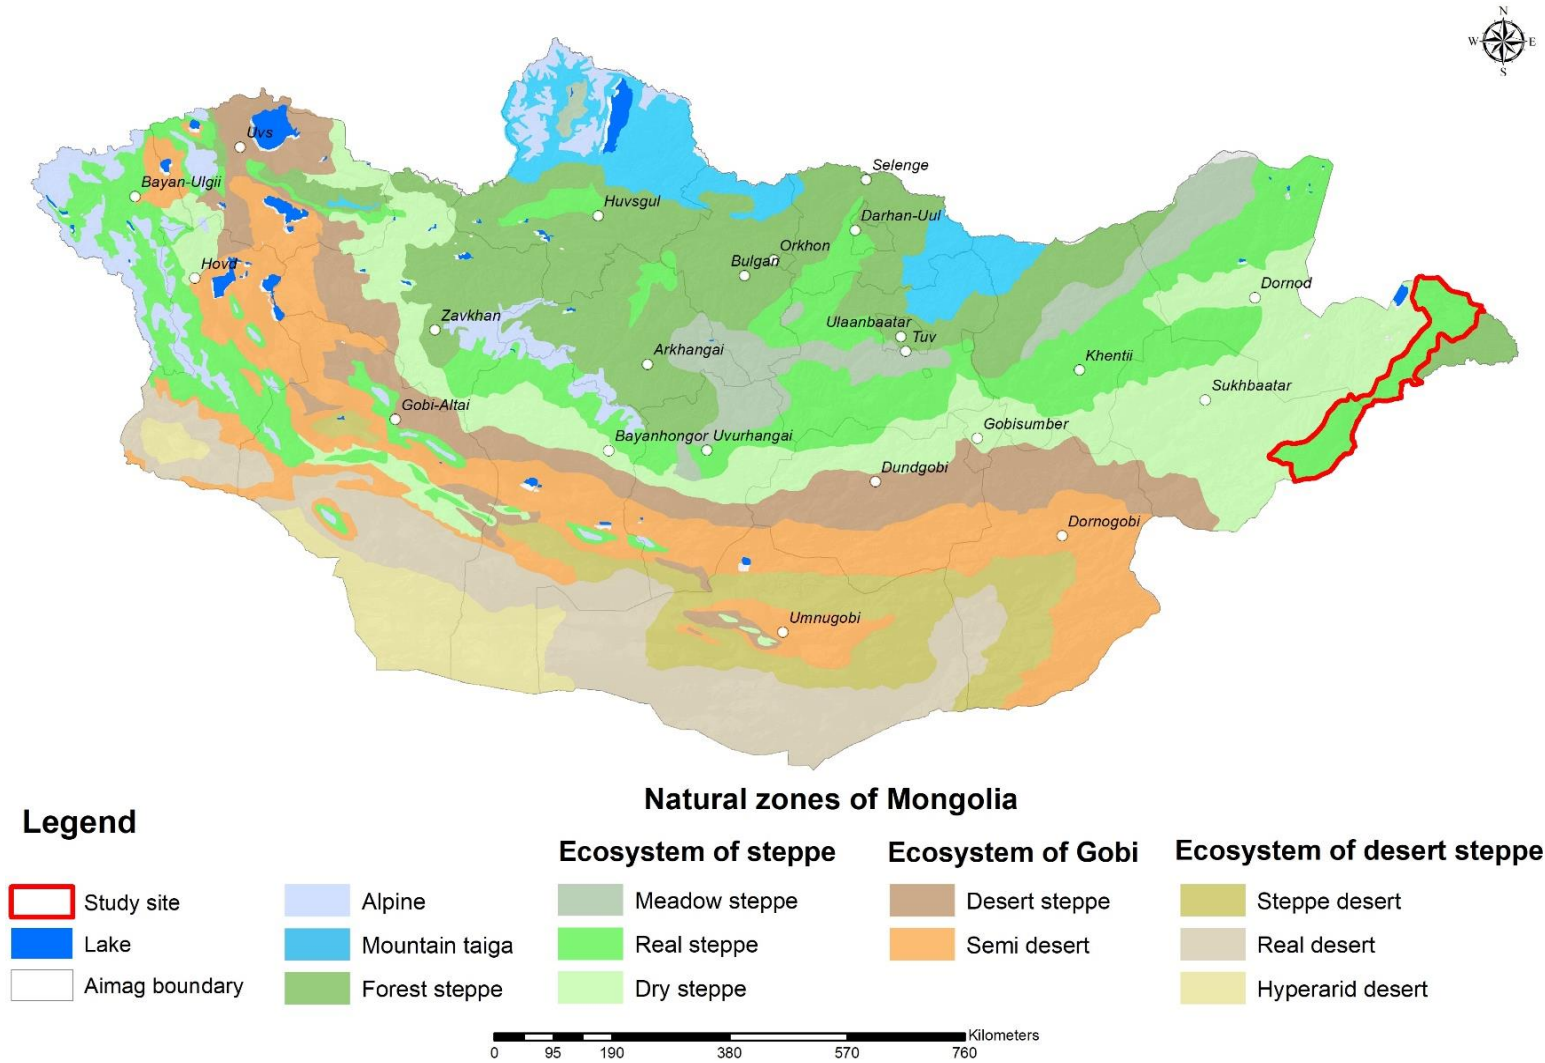 N
W E
S
Uvs
Bayan-Ulgii
Selenge
Huvsgul
Darhan-Uul
Orkhon
Bulgan
Hovd
Dornod
Zavkhan
Ulaanbaatar
Tuv
Arkhangai
Khentii
Sukhbaatar
Gobi-Altai
Gobisumber
Bayanhongor Uvurhangai
Dundgobi
Dornogobi
Umnugobi
Natural zones of Mongolia
Legend
Ecosystem of steppe
Ecosystem of Gobi
Ecosystem of desert steppe
Study site
Alpine
Meadow steppe
Desert steppe
Steppe desert
Lake
Mountain taiga
Real steppe
Semi desert
Real desert
Aimag boundary
Forest steppe
Dry steppe
Hyperarid desert
Kilometers
0 95 190 380 570 760